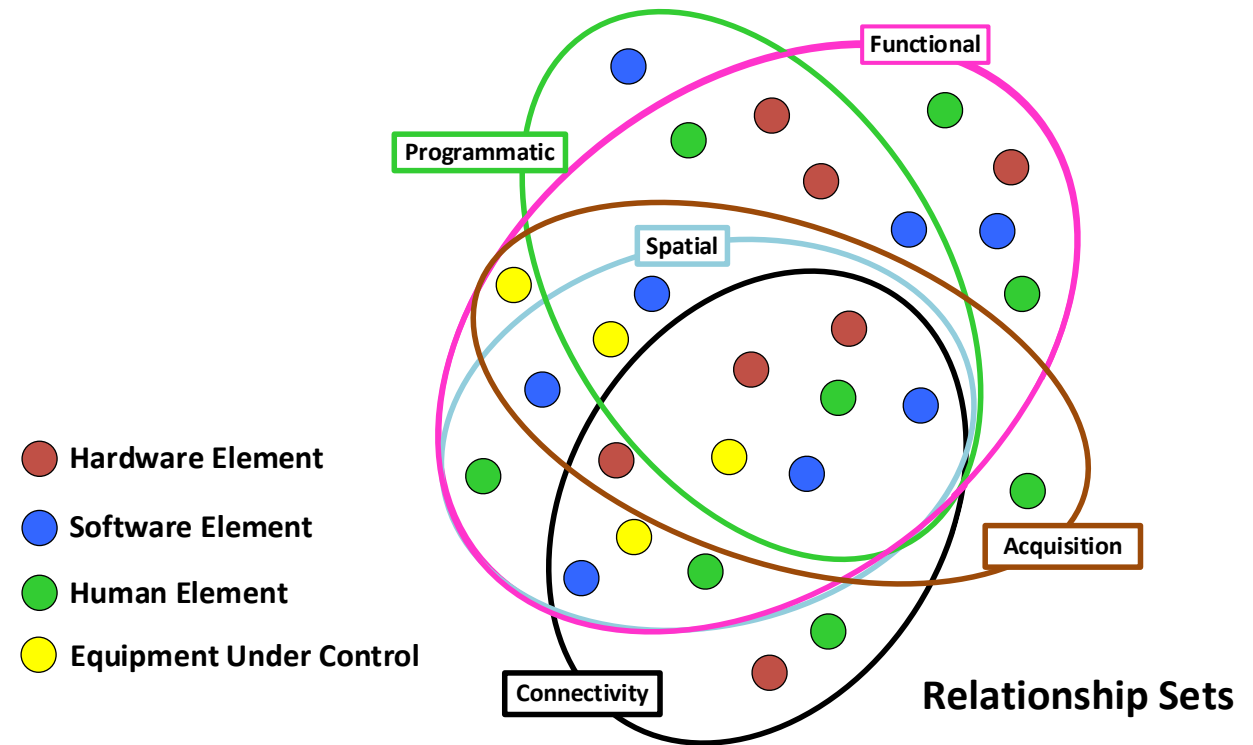 Functional
Programmatic
Spatial
Hardware Element
Software Element
Acquisition
Human Element
Equipment Under Control
Connectivity
Relationship Sets